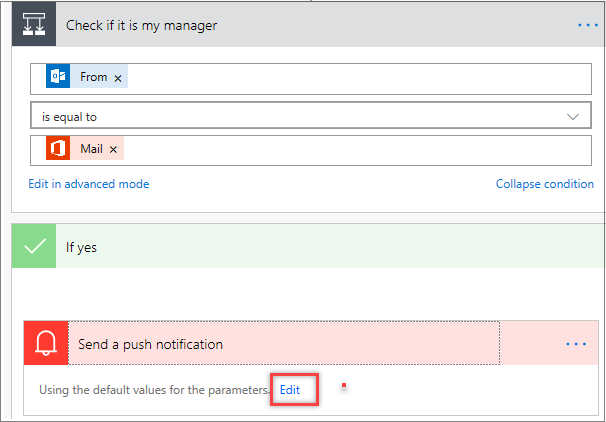 Check if it is my manager
From ×
is equal to
Mail ×
Edit in advanced mode Collapse condition
If yes
Send a push notification
Using the default values for the parameters. Edit